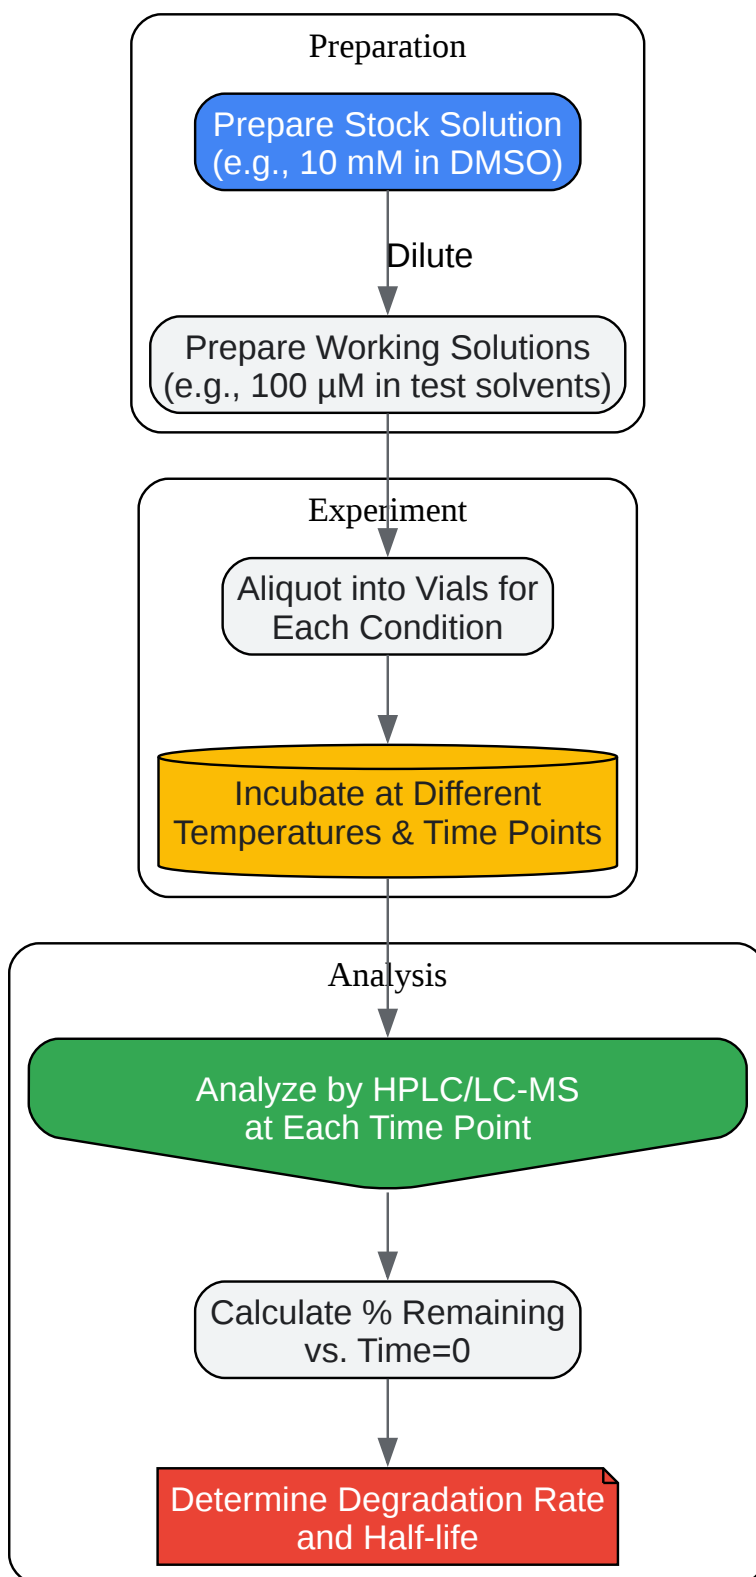 Preparation
Prepare Stock Solution
(e.g., 10 mM in DMSO)
Dilute
Prepare Working Solutions
(e.g., 100 µM in test solvents)
Experiment
Aliquot into Vials for
Each Condition
Incubate at Different
Temperatures & Time Points
Analysis
Analyze by HPLC/LC-MS
at Each Time Point
Calculate % Remaining
vs. Time=0
Determine Degradation Rate
and Half-life